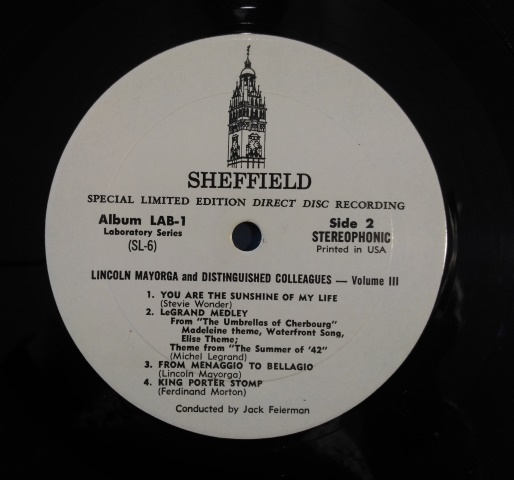 SHEFFIELD
SPECIAL LIMITED EDITION DIRECT DISC RECORDING
Album LAB-1
Laboratory Series
(SL-6)
Side 2
STEREOPHONIC
Printed in USA
LINCOLN MAYORGA and DISTINGUISHED COLLEAGUES — Volume III
1. YOU ARE THE SUNSHINE OF MY LIFE
(Stevie Wonder)
2. LeGRAND MEDLEY
From "The Umbrellas of Cherbourg"
Madeleine theme, Waterfront Song,
Elise Theme;
Theme from "The Summer of '42"
(Michel Legrand)
3. FROM MENAGGIO TO BELLAGIO
(Lincoln Mayorga)
4. KING PORTER STOMP
(Ferdinand Morton)
Conducted by Jack Feierman